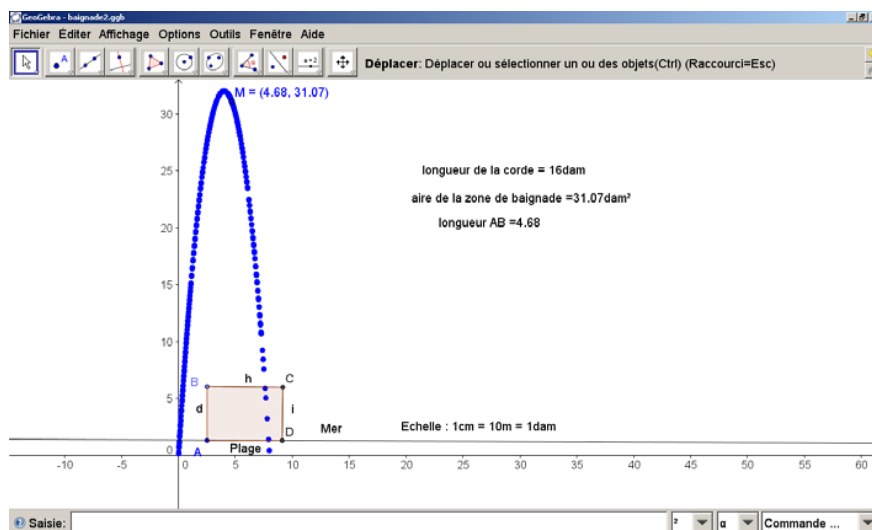 GeoGebra - baignade2.ggb
Fichier Éditer Affichage Options Outils Fenêtre Aide
A
a=2
Déplacer: Déplacer ou sélectionner un ou des objets(Ctrl) (Raccourci=Esc)
M = (4.68, 31.07)
30
longueur de la corde = 16dam
25
aire de la zone de baignade =31.07dam²
longueur AB =4.68
20
15
10
B h C
5
d i
Mer
Echelle : 1cm = 10m = 1dam
D
0
A
Plage
-10 -5 0 5 10 15 20 25 30 35 40 45 50 55 60
Saisie:
² α Commande ...